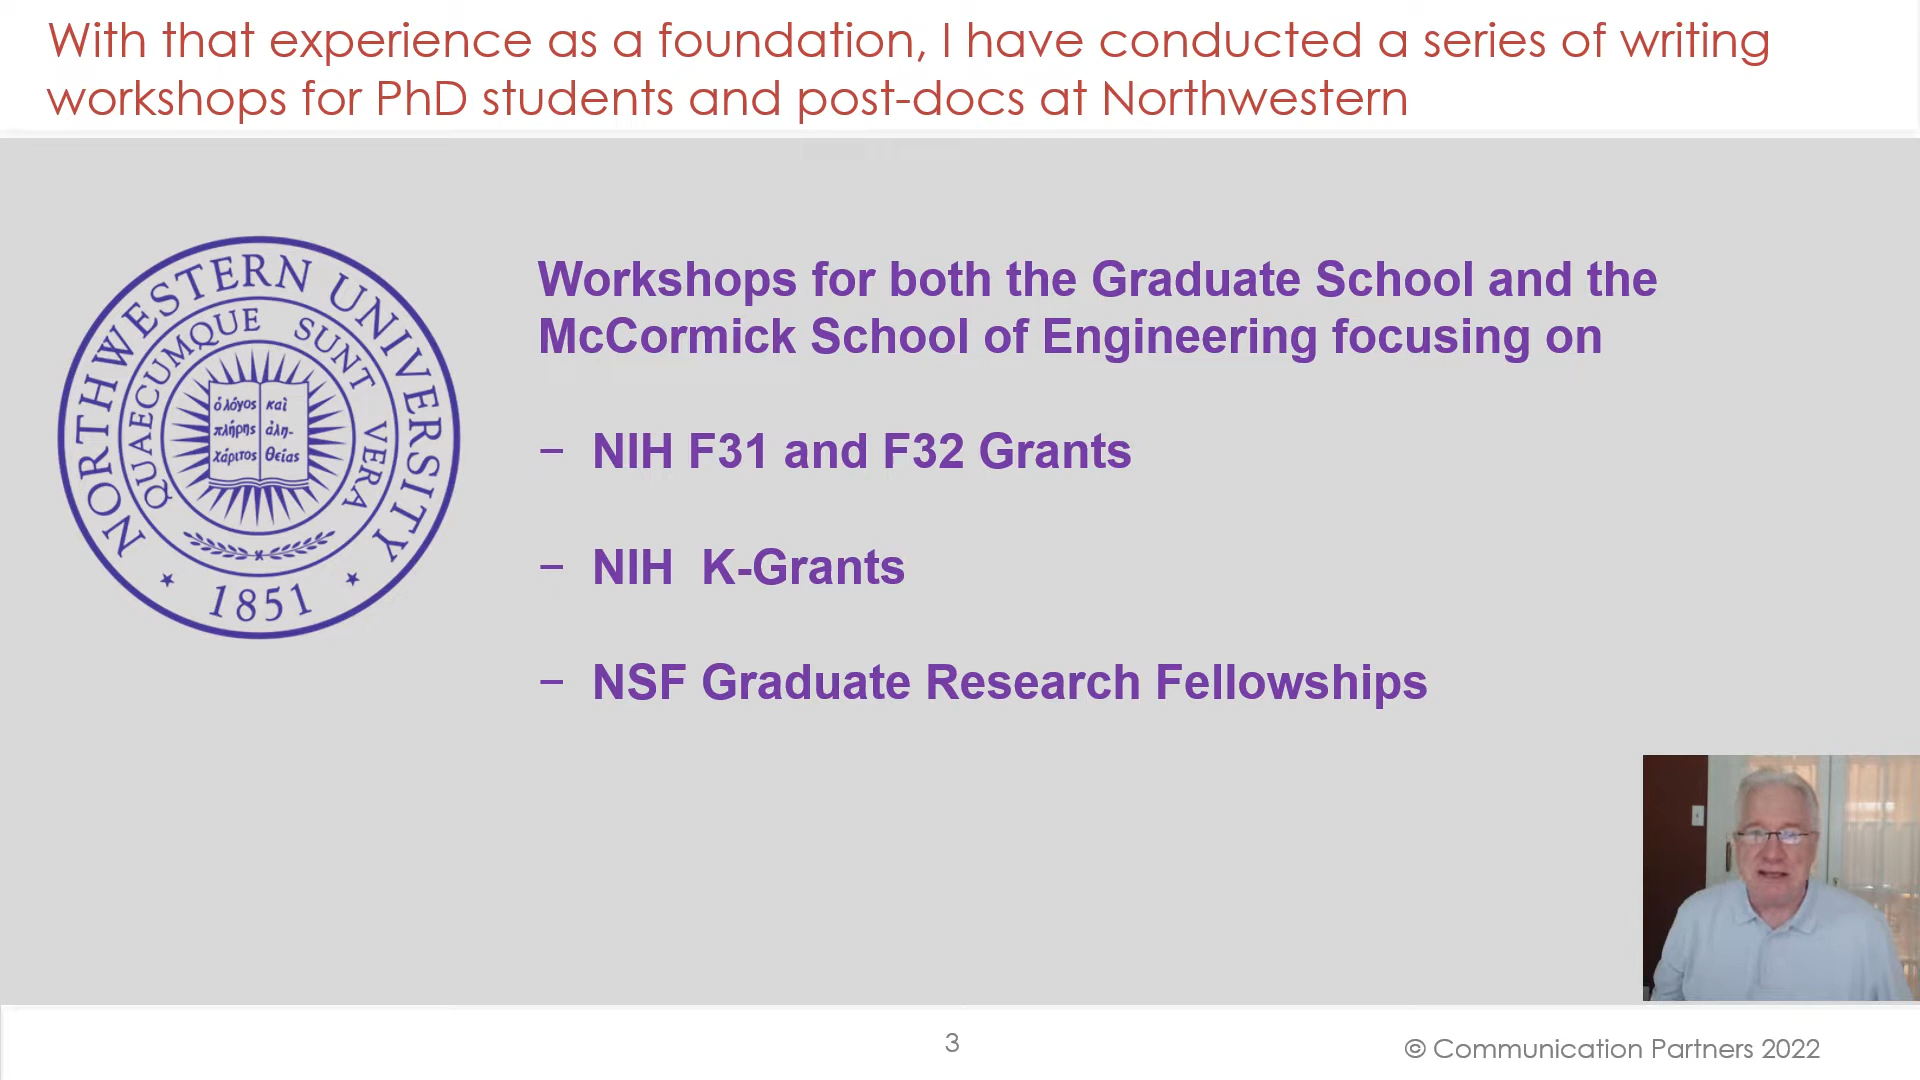 With that experience as a foundation, I have conducted a series of writing
workshops for PhD students and post-docs at Northwestern
NORTHWESTERN UNIVERSITY
QUAECUMQUE SUNT VERA
ὁ λόγος καὶ
πλήρης ἀλη-
χάριτος θείας
1851
Workshops for both the Graduate School and the
McCormick School of Engineering focusing on
– NIH F31 and F32 Grants
– NIH  K-Grants
– NSF Graduate Research Fellowships
3
© Communication Partners 2022